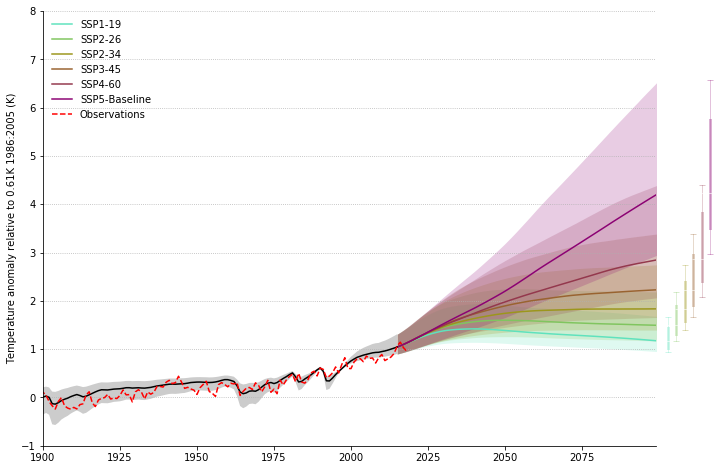 Temperature anomaly relative to 0.61K 1986:2005 (K)
8
7
6
5
4
3
2
1
0
−1
SSP1-19
SSP2-26
SSP2-34
SSP3-45
SSP4-60
SSP5-Baseline
Observations
1900 1925 1950 1975 2000 2025 2050 2075